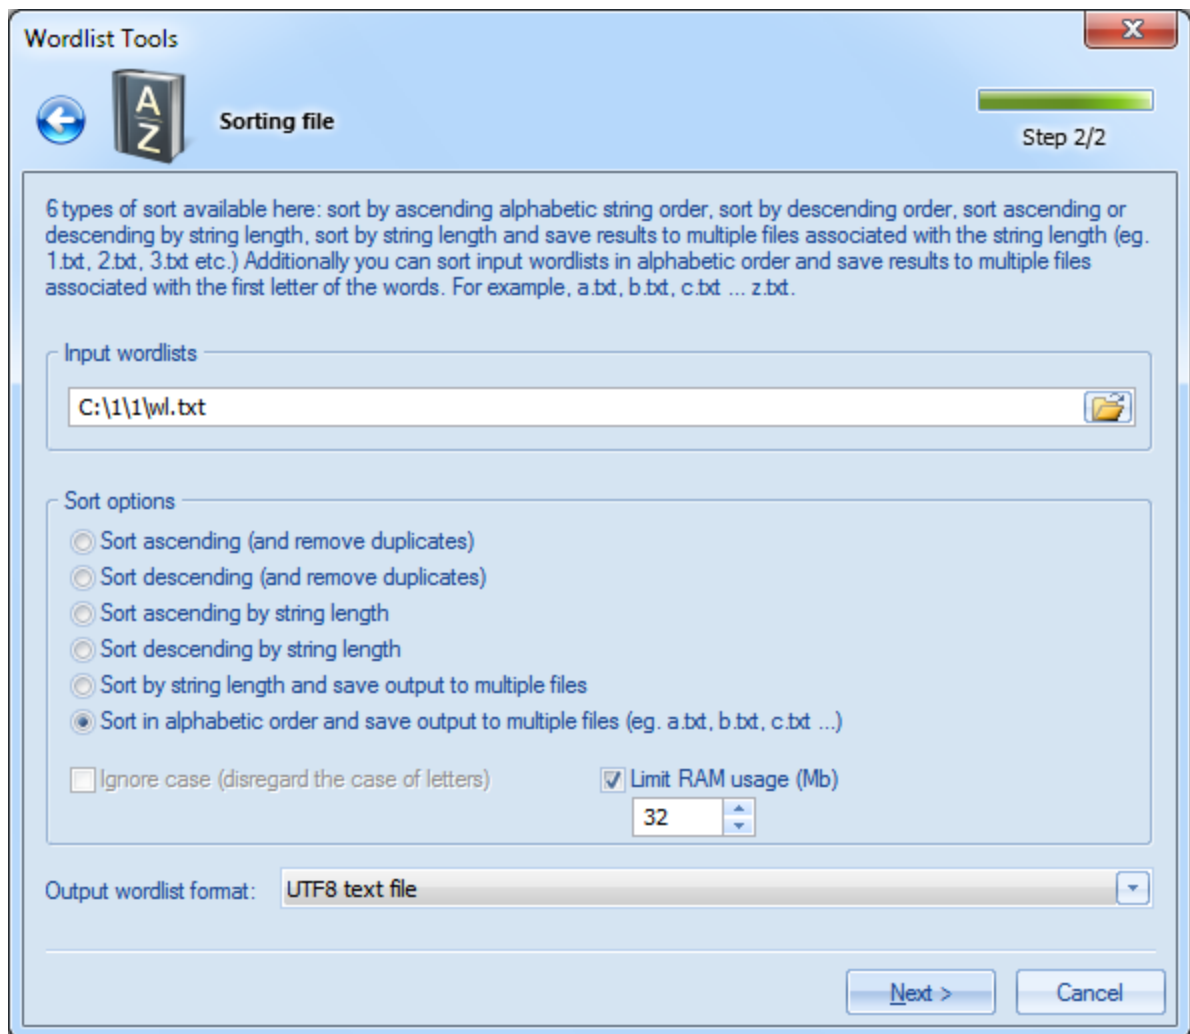 Wordlist Tools
A
Z
Sorting file
Step 2/2
6 types of sort available here: sort by ascending alphabetic string order, sort by descending order, sort ascending or
descending by string length, sort by string length and save results to multiple files associated with the string length (eg.
1.txt, 2.txt, 3.txt etc.) Additionally you can sort input wordlists in alphabetic order and save results to multiple files
associated with the first letter of the words. For example, a.txt, b.txt, c.txt ... z.txt.
Input wordlists
C:\1\1\wl.txt
Sort options
Sort ascending (and remove duplicates)
Sort descending (and remove duplicates)
Sort ascending by string length
Sort descending by string length
Sort by string length and save output to multiple files
Sort in alphabetic order and save output to multiple files (eg. a.txt, b.txt, c.txt ...)
Ignore case (disregard the case of letters)
Limit RAM usage (Mb)
32
Output wordlist format:
UTF8 text file
Next >
Cancel